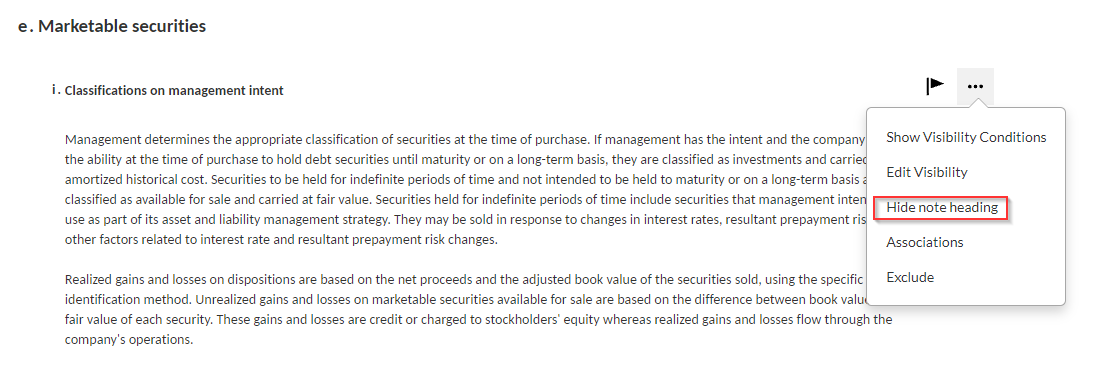 e. Marketable securities
i. Classifications on management intent
Management determines the appropriate classification of securities at the time of purchase. If management has the intent and the company
the ability at the time of purchase to hold debt securities until maturity or on a long-term basis, they are classified as investments and carried
amortized historical cost. Securities to be held for indefinite periods of time and not intended to be held to maturity or on a long-term basis
classified as available for sale and carried at fair value. Securities held for indefinite periods of time include securities that management
use as part of its asset and liability management strategy. They may be sold in response to changes in interest rates, resultant prepayment
other factors related to interest rate and resultant prepayment risk changes.
Realized gains and losses on dispositions are based on the net proceeds and the adjusted book value of the securities sold, using the specific
identification method. Unrealized gains and losses on marketable securities available for sale are based on the difference between book
fair value of each security. These gains and losses are credit or charged to stockholders' equity whereas realized gains and losses flow through the
company's operations.
Show Visibility Conditions
Edit Visibility
Hide note heading
Associations
Exclude